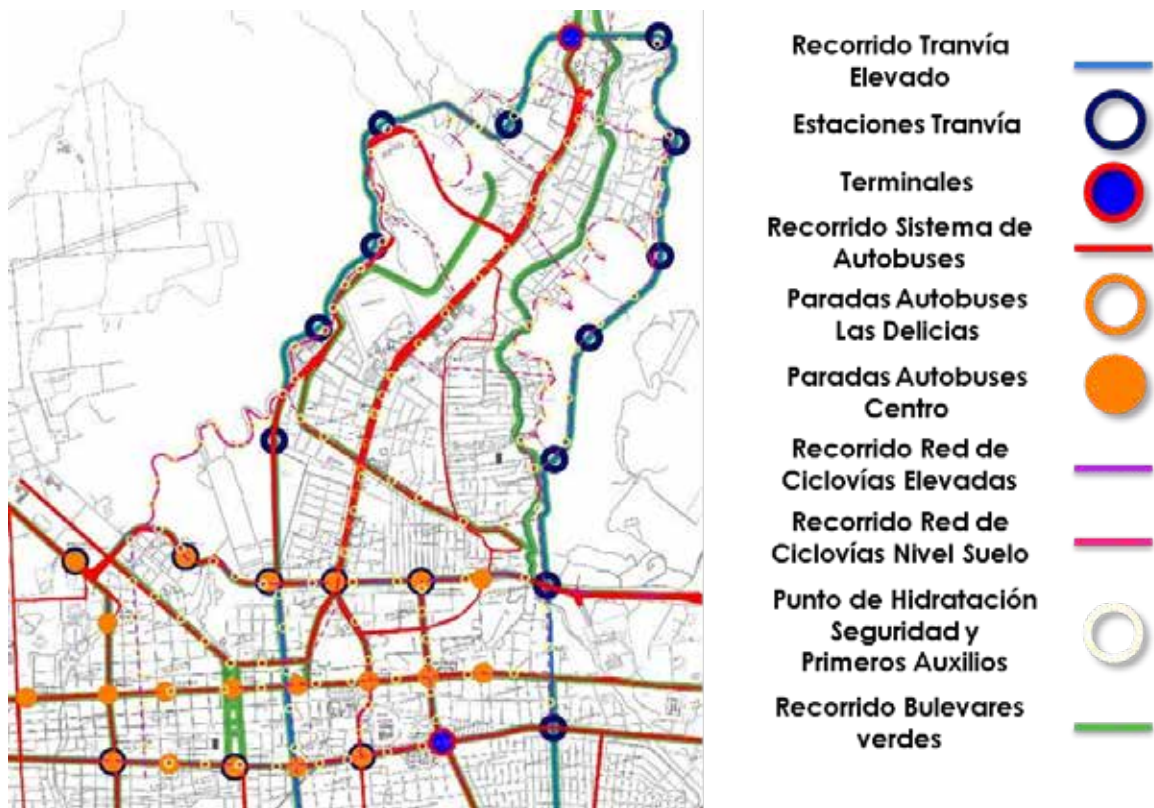 Recorrido Tranvía
Elevado
Estaciones Tranvía
Terminales
Recorrido Sistema de
Autobuses
Paradas Autobuses
Las Delicias
Paradas Autobuses
Centro
Recorrido Red de
Ciclovías Elevadas
Recorrido Red de
Ciclovías Nivel Suelo
Punto de Hidratación
Seguridad y
Primeros Auxilios
Recorrido Bulevares
verdes